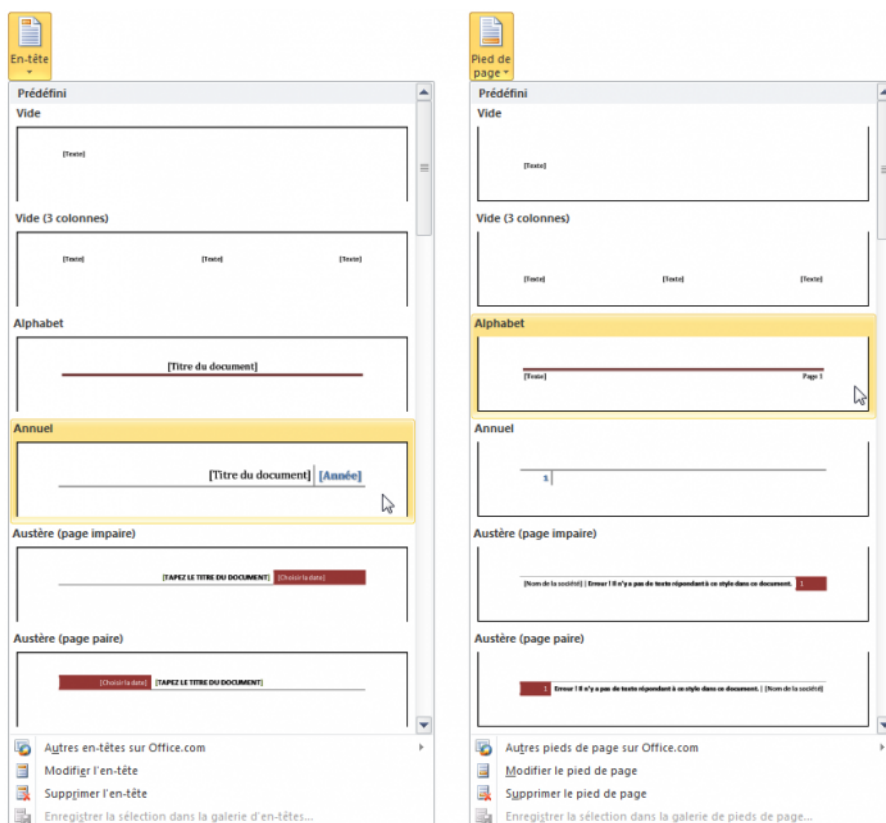 En-tête
Prédéfini
Vide
[Texte]
Vide (3 colonnes)
[Texte] [Texte] [Texte]
Alphabet
[Titre du document]
Annuel
[Titre du document] [Année]
Austère (page impaire)
[TAPEZ LE TITRE DU DOCUMENT] [Choisir la date]
Austère (page paire)
[Choisir la date] [TAPEZ LE TITRE DU DOCUMENT]
Autres en-têtes sur Office.com
Modifier l'en-tête
Supprimer l'en-tête
Enregistrer la sélection dans la galerie d'en-têtes...
Pied de
page
Prédéfini
Vide
[Texte]
Vide (3 colonnes)
[Texte] [Texte] [Texte]
Alphabet
[Texte] Page 1
Annuel
1
Austère (page impaire)
[Nom de la société] | Erreur ! Il n'y a pas de texte répondant à ce style dans ce document. 1
Austère (page paire)
1 Erreur ! Il n'y a pas de texte répondant à ce style dans ce document. | [Nom de la société]
Autres pieds de page sur Office.com
Modifier le pied de page
Supprimer le pied de page
Enregistrer la sélection dans la galerie de pieds de page...